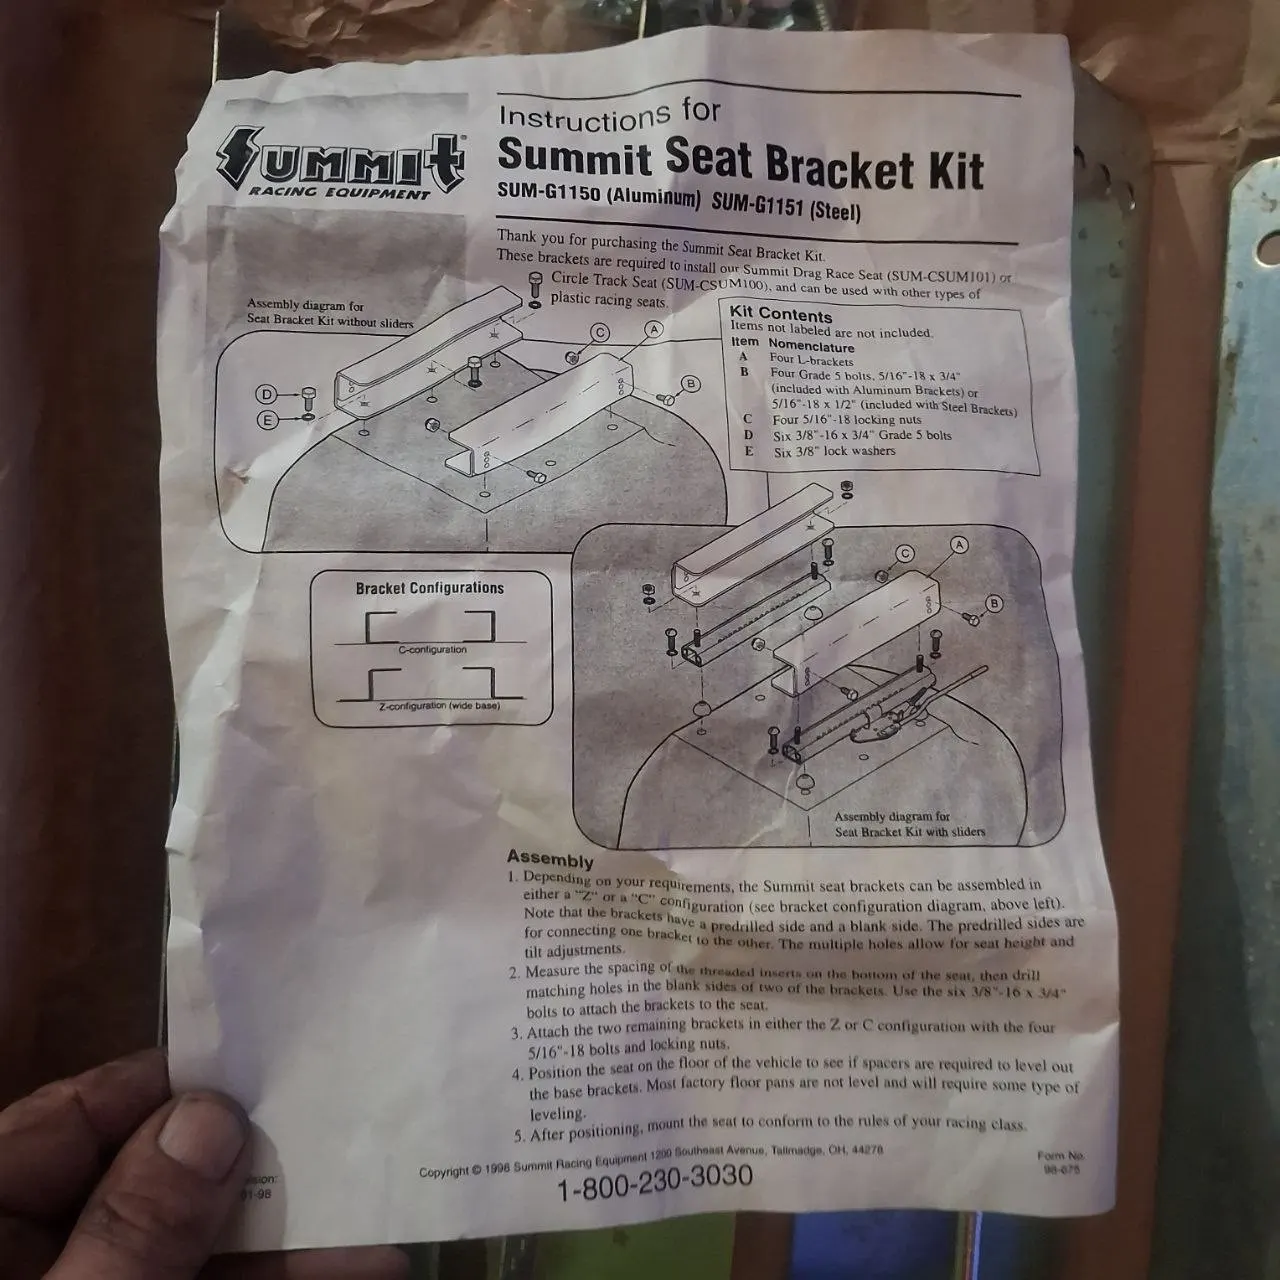 SUMMIT
RACING EQUIPMENT
Instructions for
Summit Seat Bracket Kit
SUM-G1150 (Aluminum) SUM-G1151 (Steel)
Thank you for purchasing the Summit Seat Bracket Kit.
These brackets are required to install our Summit Drag Race Seat (SUM-CSUM101) or
Circle Track Seat (SUM-CSUM100), and can be used with other types of
plastic racing seats.
Assembly diagram for
Seat Bracket Kit without sliders
C
A
B
D
E
Kit Contents
Items not labeled are not included.
Item Nomenclature
A Four L-brackets
B Four Grade 5 bolts, 5/16"-18 x 3/4"
(included with Aluminum Brackets) or
5/16"-18 x 1/2" (included with Steel Brackets)
C Four 5/16"-18 locking nuts
D Six 3/8"-16 x 3/4" Grade 5 bolts
E Six 3/8" lock washers
Bracket Configurations
C-configuration
Z-configuration (wide base)
C
A
B
Assembly diagram for
Seat Bracket Kit with sliders
Assembly
1. Depending on your requirements, the Summit seat brackets can be assembled in
either a "Z" or a "C" configuration (see bracket configuration diagram, above left).
Note that the brackets have a predrilled side and a blank side. The predrilled sides are
for connecting one bracket to the other. The multiple holes allow for seat height and
tilt adjustments.
2. Measure the spacing of the threaded inserts on the bottom of the seat, then drill
matching holes in the blank sides of two of the brackets. Use the six 3/8"-16 x 3/4"
bolts to attach the brackets to the seat.
3. Attach the two remaining brackets in either the Z or C configuration with the four
5/16"-18 bolts and locking nuts.
4. Position the seat on the floor of the vehicle to see if spacers are required to level out
the base brackets. Most factory floor pans are not level and will require some type of
leveling.
5. After positioning, mount the seat to conform to the rules of your racing class.
Copyright © 1998 Summit Racing Equipment 1200 Southeast Avenue, Tallmadge, OH, 44278
1-800-230-3030
Form No.
98-675